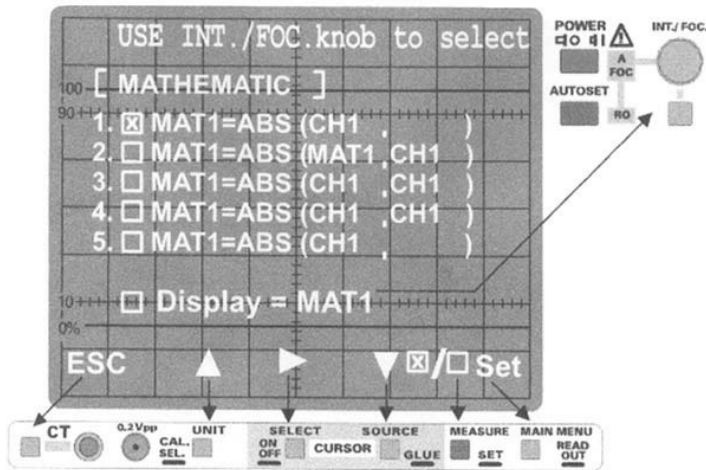 USE INT./FOC.knob to select
[ MATHEMATIC ]
100
90
1. ☒ MAT1=ABS (CH1 , )
2. ☐ MAT1=ABS (MAT1 , CH1 )
3. ☐ MAT1=ABS (CH1 , CH1 )
4. ☐ MAT1=ABS (CH1 , CH1 )
5. ☐ MAT1=ABS (CH1 , )
10
☐ Display = MAT1
0%
ESC ▲ ► ▼ ☒/☐ Set
POWER
INT./ FOC.
A
FOC
AUTOSET
RO
CT
0.2Vpp
CAL.
SEL.
UNIT
SELECT
ON
OFF
CURSOR
SOURCE
GLUE
MEASURE
SET
MAIN MENU
READ
OUT